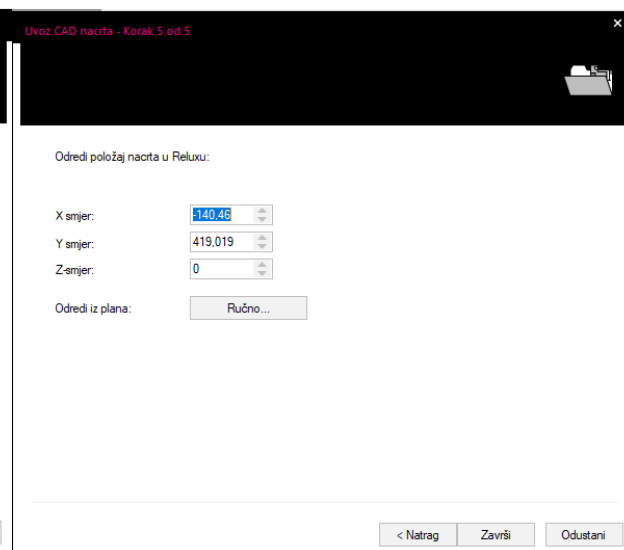 Uvoz CAD nacrta - Korak 5 od 5
Odredi položaj nacrta u Reluxu:
X smjer: -140,46
Y smjer: 419,019
Z-smjer: 0
Odredi iz plana: Ručno...
< Natrag Završi Odustani